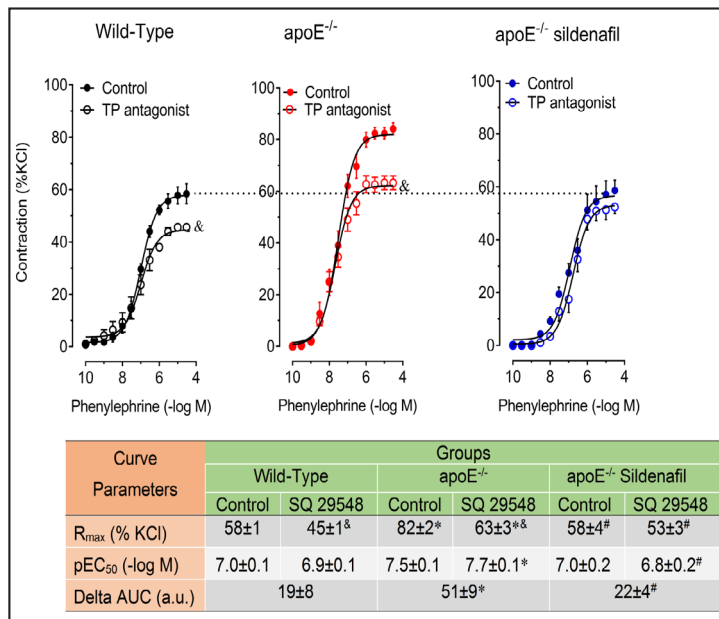 Wild-Type
apoE-/-
apoE-/- sildenafil
Control
TP antagonist
Control
TP antagonist
Control
TP antagonist
Contraction (%KCl)
100
80
60
40
20
0
100
80
60
40
20
0
100
80
60
40
20
0
&
&
10 8 6 4
10 8 6 4
10 8 6 4
Phenylephrine (-log M)
Phenylephrine (-log M)
Phenylephrine (-log M)
Curve Parameters
Groups
Wild-Type apoE-/- apoE-/- Sildenafil
Control SQ 29548 Control SQ 29548 Control SQ 29548
Rmax (% KCl) 58±1 45±1& 82±2* 63±3*& 58±4# 53±3#
pEC50 (-log M) 7.0±0.1 6.9±0.1 7.5±0.1 7.7±0.1* 7.0±0.2 6.8±0.2#
Delta AUC (a.u.) 19±8 51±9* 22±4#